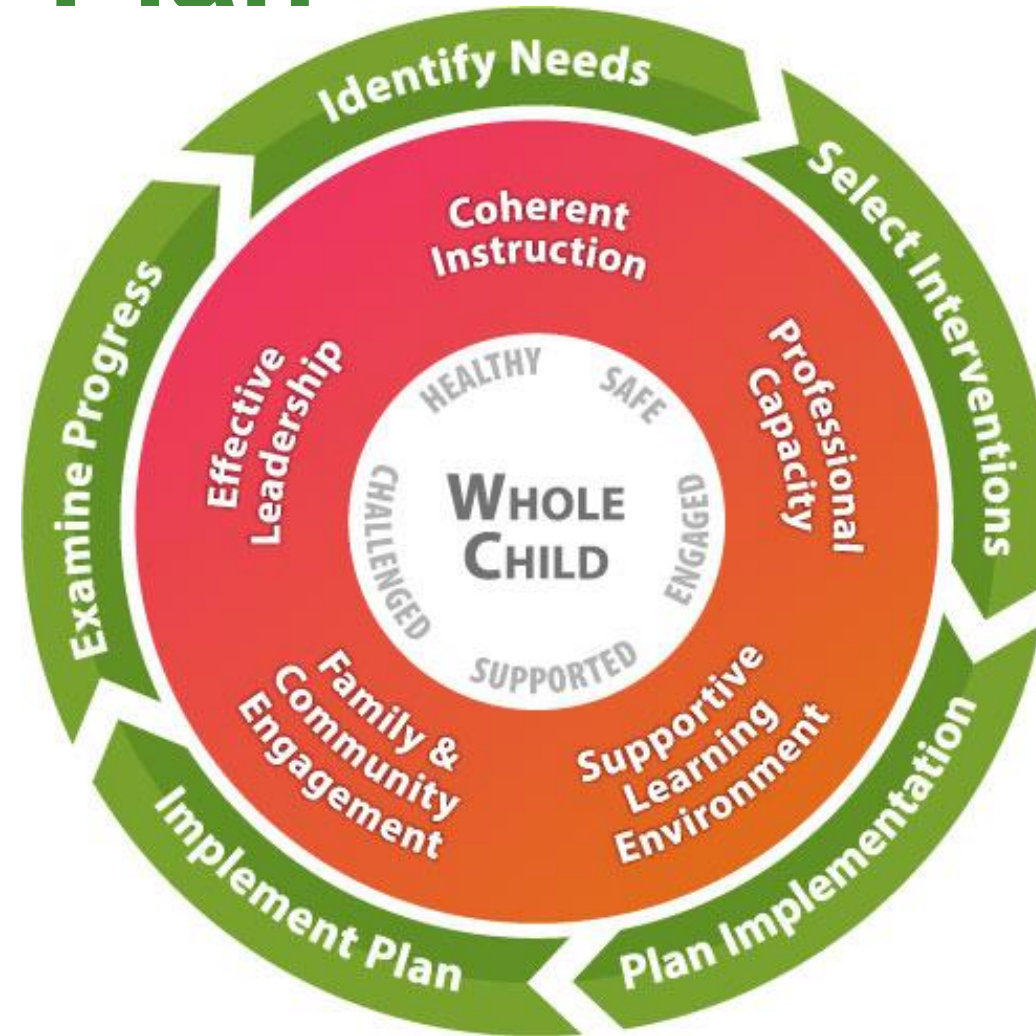 Plan
Identify Needs
Select Interventions
Plan Implementation
Implement Plan
Examine Progress
Coherent
Instruction
Professional
Capacity
Supportive
Learning
Environment
Family &
Community
Engagement
Effective
Leadership
HEALTHY
SAFE
ENGAGED
SUPPORTED
CHALLENGED
WHOLE
CHILD